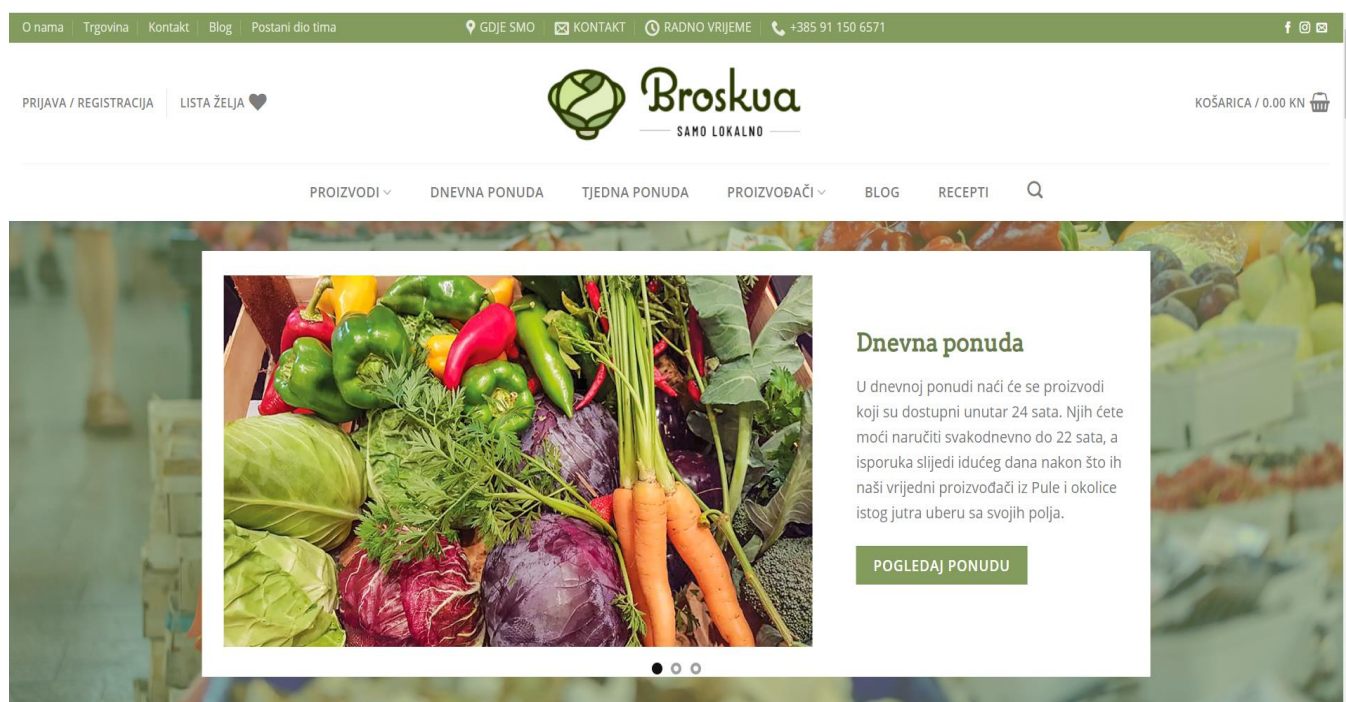 O nama Trgovina Kontakt Blog Postani dio tima GDJE SMO KONTAKT RADNO VRIJEME +385 91 150 6571
PRIJAVA / REGISTRACIJA LISTA ŽELJA
Broskva
SAMO LOKALNO
KOŠARICA / 0.00 KN
PROIZVODI DNEVNA PONUDA TJEDNA PONUDA PROIZVOĐAČI BLOG RECEPTI
Dnevna ponuda
U dnevnoj ponudi naći će se proizvodi
koji su dostupni unutar 24 sata. Njih ćete
moći naručiti svakodnevno do 22 sata, a
isporuka slijedi idućeg dana nakon što ih
naši vrijedni proizvođači iz Pule i okolice
istog jutra uberu sa svojih polja.
POGLEDAJ PONUDU